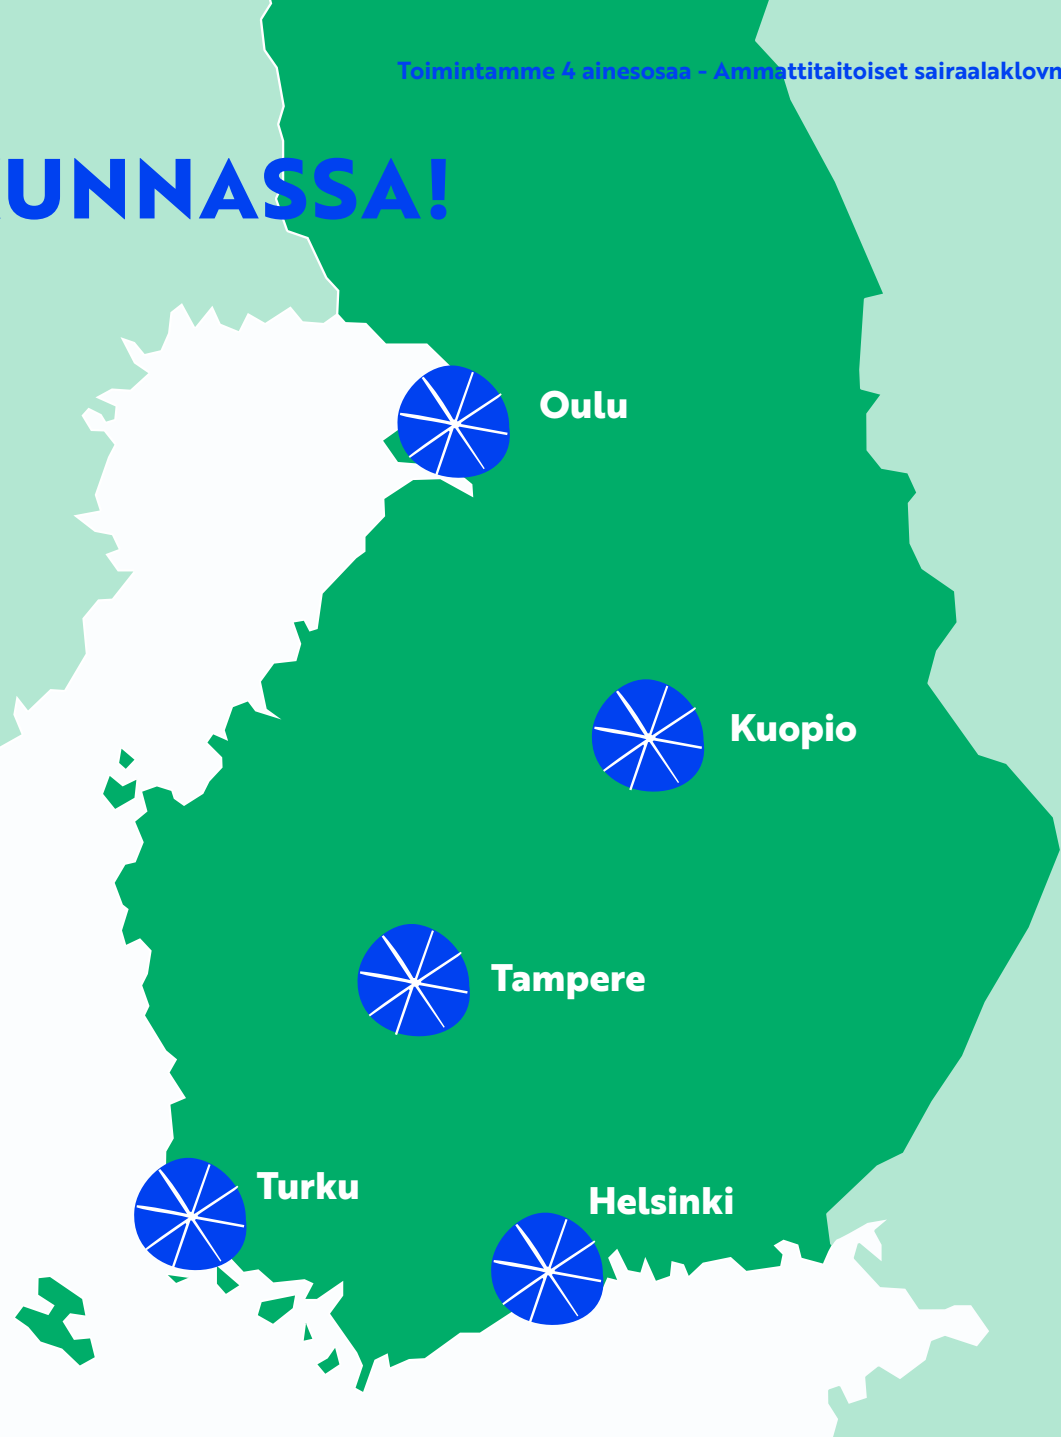 Toimintamme 4 ainesosaa - Ammattitaitoiset sairaalaklovn
UNNASSA!
Oulu
Kuopio
Tampere
Turku
Helsinki